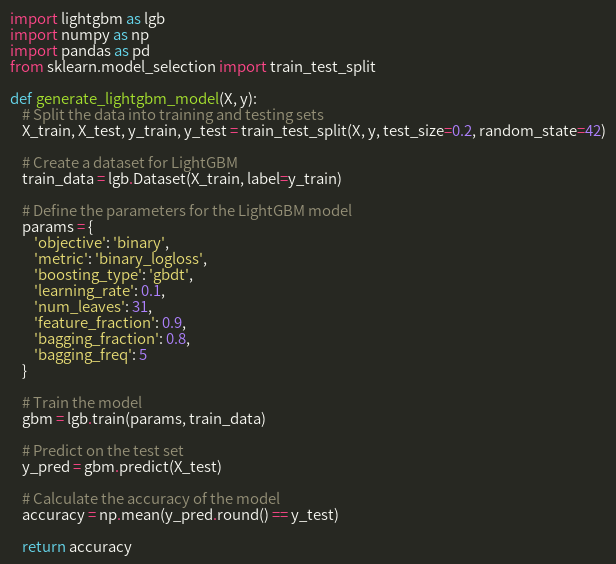 import lightgbm as lgb
import numpy as np
import pandas as pd
from sklearn.model_selection import train_test_split

def generate_lightgbm_model(X, y):
    # Split the data into training and testing sets
    X_train, X_test, y_train, y_test = train_test_split(X, y, test_size=0.2, random_state=42)

    # Create a dataset for LightGBM
    train_data = lgb.Dataset(X_train, label=y_train)

    # Define the parameters for the LightGBM model
    params = {
        'objective': 'binary',
        'metric': 'binary_logloss',
        'boosting_type': 'gbdt',
        'learning_rate': 0.1,
        'num_leaves': 31,
        'feature_fraction': 0.9,
        'bagging_fraction': 0.8,
        'bagging_freq': 5
    }

    # Train the model
    gbm = lgb.train(params, train_data)

    # Predict on the test set
    y_pred = gbm.predict(X_test)

    # Calculate the accuracy of the model
    accuracy = np.mean(y_pred.round() == y_test)

    return accuracy